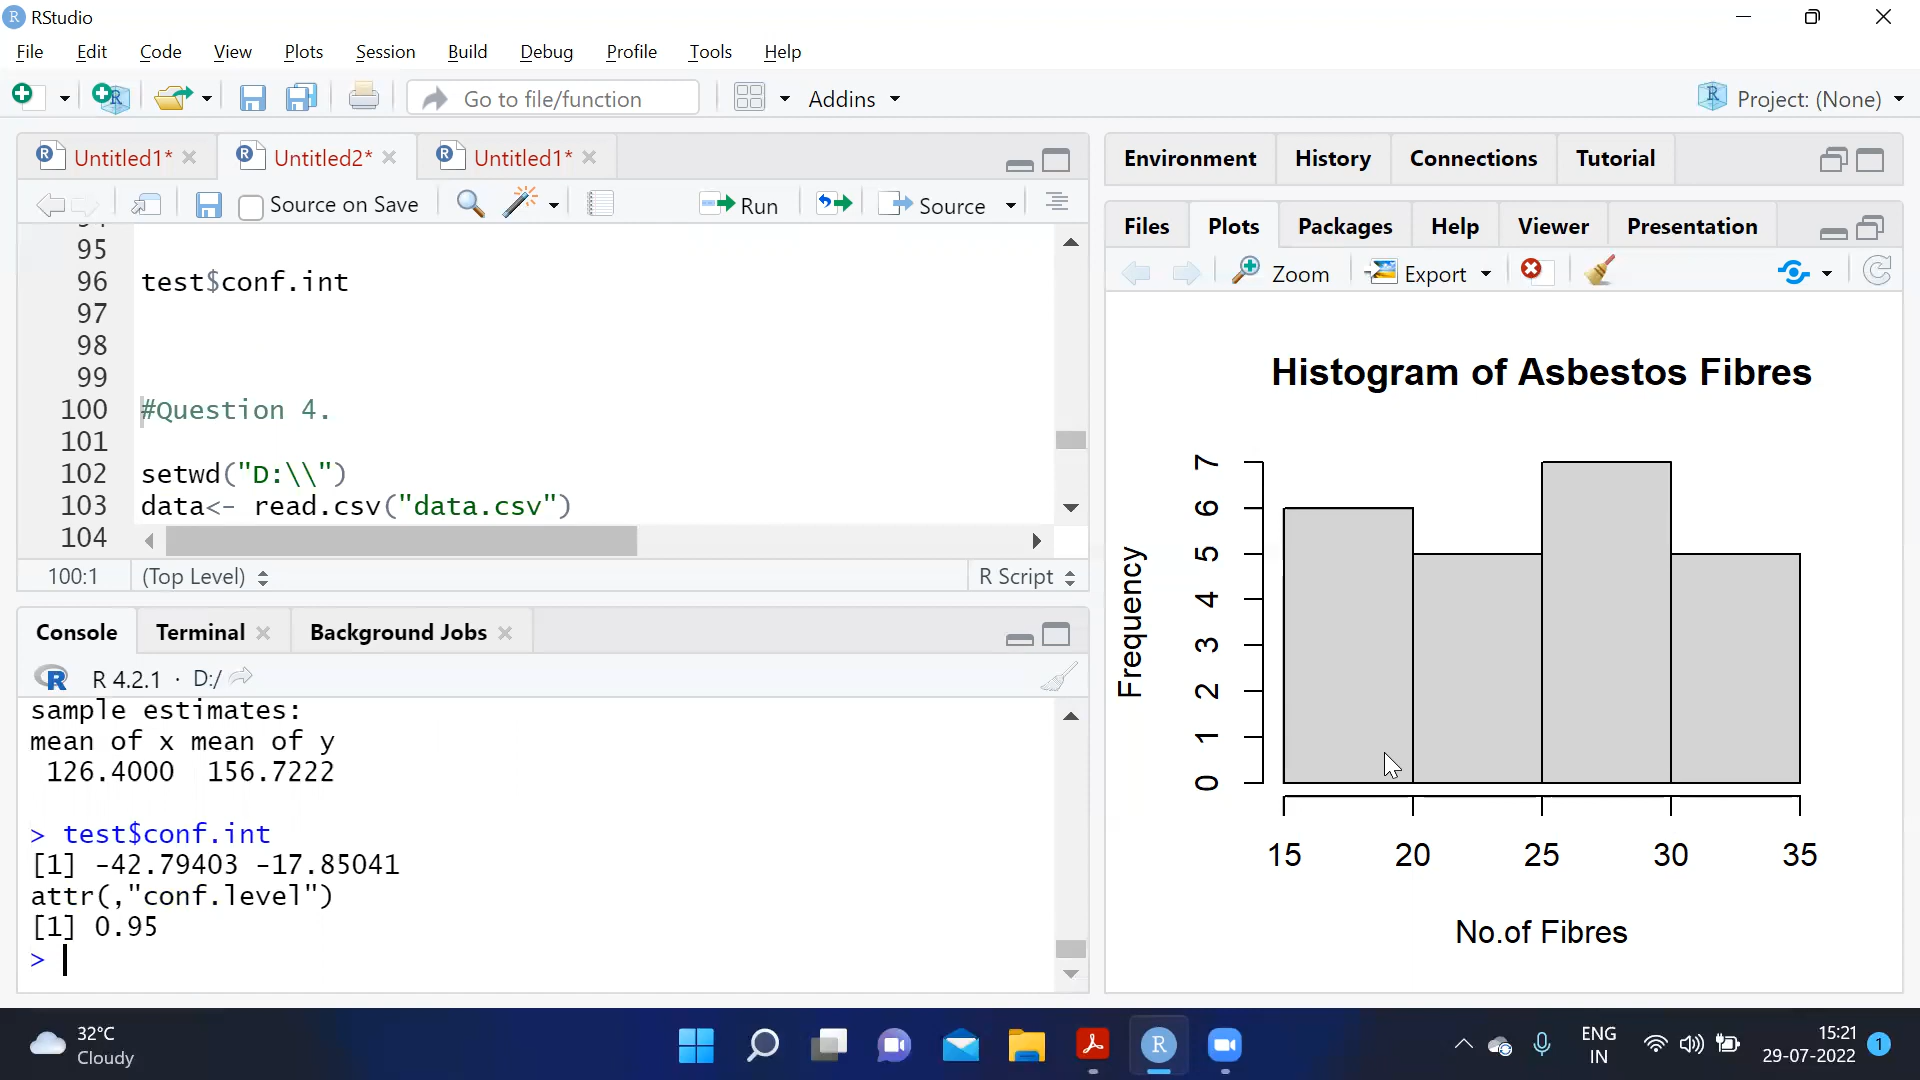 RStudio
File Edit Code View Plots Session Build Debug Profile Tools Help
Go to file/function Addins Project: (None)
Untitled1* Untitled2* Untitled1*
Source on Save Run Source
95
96 test$conf.int
97
98
99
100 #Question 4.
101
102 setwd("D:\\")
103 data<- read.csv("data.csv")
104
100:1 (Top Level) R Script
Console Terminal Background Jobs
R 4.2.1 · D:/
sample estimates:
mean of x mean of y
126.4000 156.7222
> test$conf.int
[1] -42.79403 -17.85041
attr(,"conf.level")
[1] 0.95
>
Environment History Connections Tutorial
Files Plots Packages Help Viewer Presentation
Zoom Export
Histogram of Asbestos Fibres
Frequency
7
6
5
4
3
2
1
0
15 20 25 30 35
No.of Fibres
32°C
Cloudy
ENG
IN
15:21
29-07-2022
1